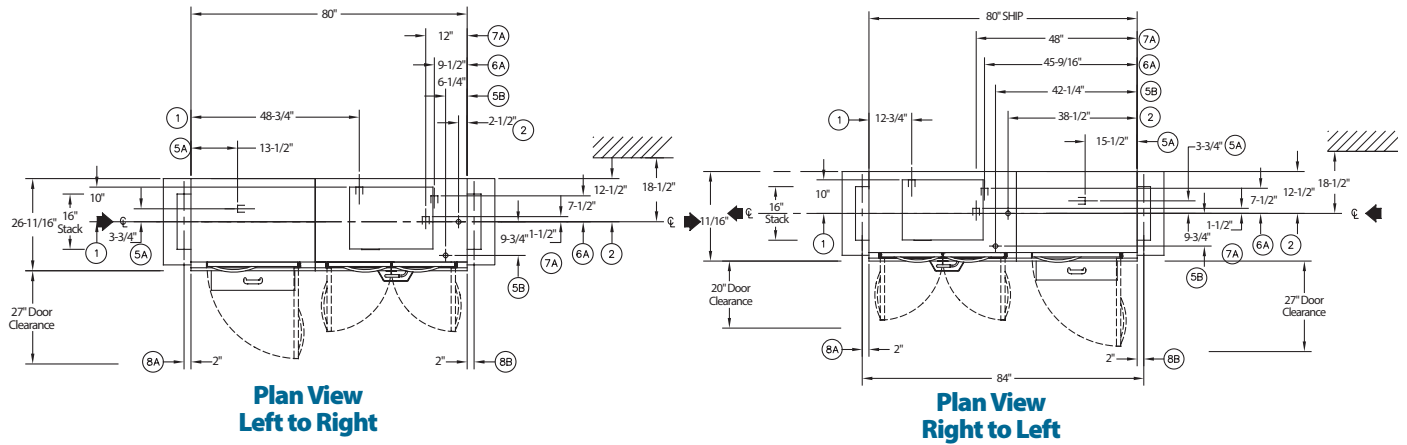 80"
12"
7A
9-1/2"
6A
6-1/4"
5B
1
48-3/4"
2-1/2"
2
5A
13-1/2"
10"
12-1/2"
18-1/2"
26-11/16"
16"
Stack
7-1/2"
3-3/4"
9-3/4"
1-1/2"
1
5A
7A
6A
2
5B
27" Door
Clearance
8A
2"
2"
8B
Plan View
Left to Right
80" SHIP
48"
7A
45-9/16"
6A
42-1/4"
5B
1
12-3/4"
38-1/2"
2
15-1/2"
3-3/4"
5A
5A
10"
12-1/2"
18-1/2"
11/16"
16"
Stack
7-1/2"
1-1/2"
9-3/4"
1
6A
2
7A
5B
20" Door
Clearance
27" Door
Clearance
8A
2"
2"
8B
84"
Plan View
Right to Left